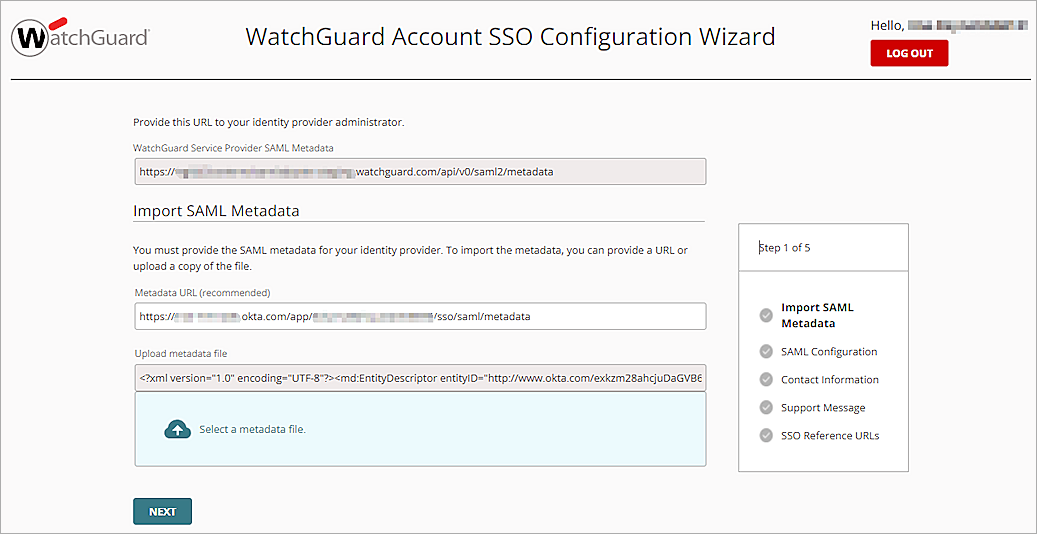 WatchGuard
WatchGuard Account SSO Configuration Wizard
Hello,
LOG OUT
Provide this URL to your identity provider administrator.
WatchGuard Service Provider SAML Metadata
https:// .watchguard.com/api/v0/saml2/metadata
Import SAML Metadata
You must provide the SAML metadata for your identity provider. To import the metadata, you can provide a URL or
upload a copy of the file.
Metadata URL (recommended)
https:// .okta.com/app/ /sso/saml/metadata
Upload metadata file
<?xml version="1.0" encoding="UTF-8"?><md:EntityDescriptor entityID="http://www.okta.com/exkzm28ahcjuDaGVB6
Select a metadata file.
NEXT
Step 1 of 5
Import SAML
Metadata
SAML Configuration
Contact Information
Support Message
SSO Reference URLs